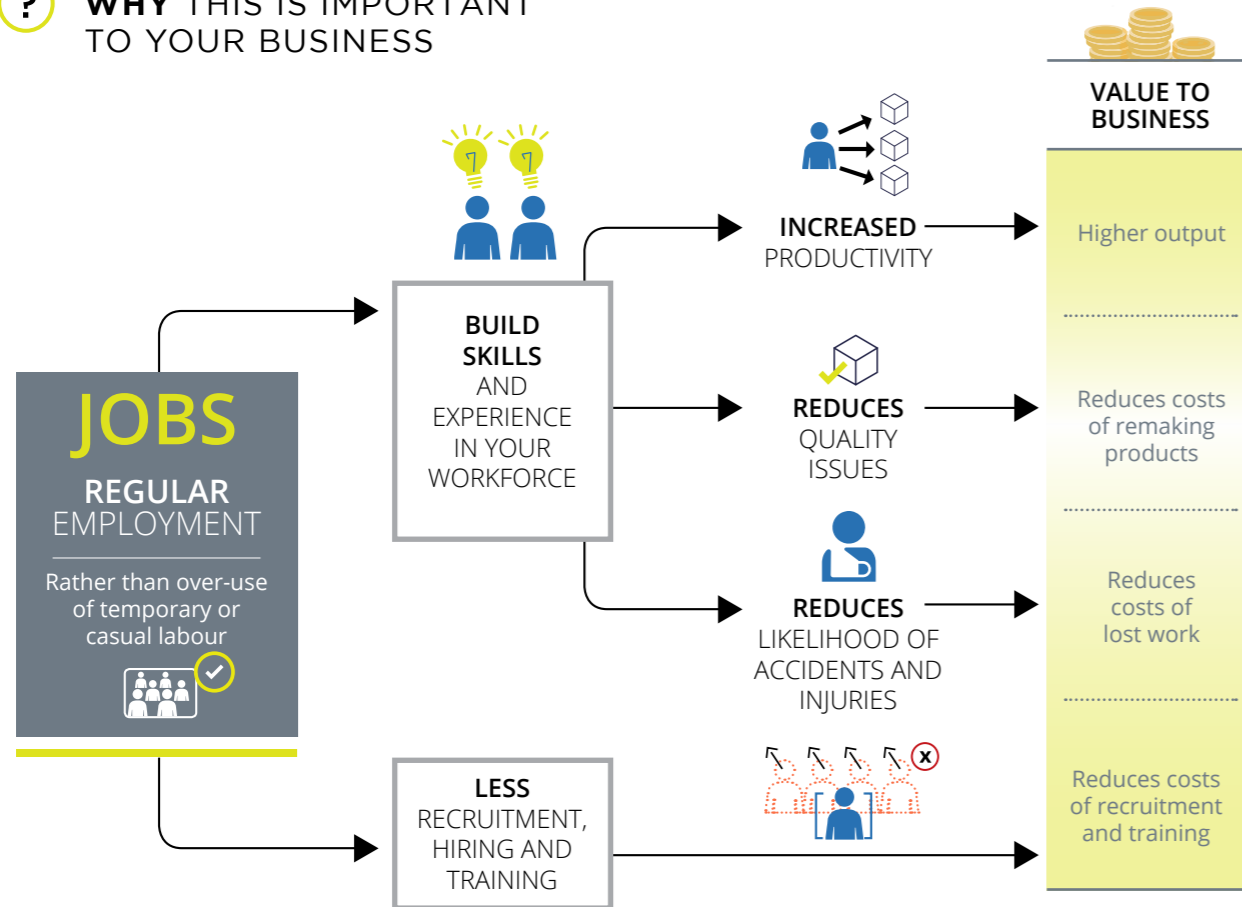 ?
WHY THIS IS IMPORTANT
TO YOUR BUSINESS
JOBS
REGULAR
EMPLOYMENT
Rather than over-use
of temporary or
casual labour
BUILD
SKILLS
AND
EXPERIENCE
IN YOUR
WORKFORCE
LESS
RECRUITMENT,
HIRING AND
TRAINING
INCREASED
PRODUCTIVITY
REDUCES
QUALITY
ISSUES
REDUCES
LIKELIHOOD OF
ACCIDENTS AND
INJURIES
X
VALUE TO
BUSINESS
Higher output
Reduces costs
of remaking
products
Reduces
costs of
lost work
Reduces costs
of recruitment
and training